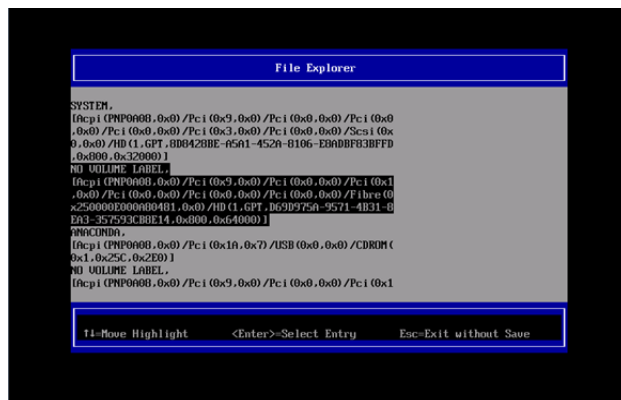 File Explorer
SYSTEM,
[Acpi(PNP0A08,0x0)/Pci(0x9,0x0)/Pci(0x0,0x0)/Pci(0x0
,0x0)/Pci(0x0,0x0)/Pci(0x3,0x0)/Pci(0x0,0x0)/Scsi(0x
0,0x0)/HD(1,GPT,8D8428BE-A5A1-452A-8106-E8ADBF83BFFD
,0x800,0x32000)]
NO VOLUME LABEL,
[Acpi(PNP0A08,0x0)/Pci(0x9,0x0)/Pci(0x0,0x0)/Pci(0x1
,0x0)/Pci(0x0,0x0)/Pci(0x0,0x0)/Pci(0x0,0x0)/Fibre(0
x250000E000A80481,0x0)/HD(1,GPT,D69D975A-9571-4B31-8
EA3-357593CB8E14,0x800,0x64000)]
ANACONDA,
[Acpi(PNP0A08,0x0)/Pci(0x1A,0x7)/USB(0x0,0x0)/CDROM(
0x1,0x25C,0x2E0)]
NO VOLUME LABEL,
[Acpi(PNP0A08,0x0)/Pci(0x9,0x0)/Pci(0x0,0x0)/Pci(0x1
↑↓=Move Highlight <Enter>=Select Entry Esc=Exit without Save